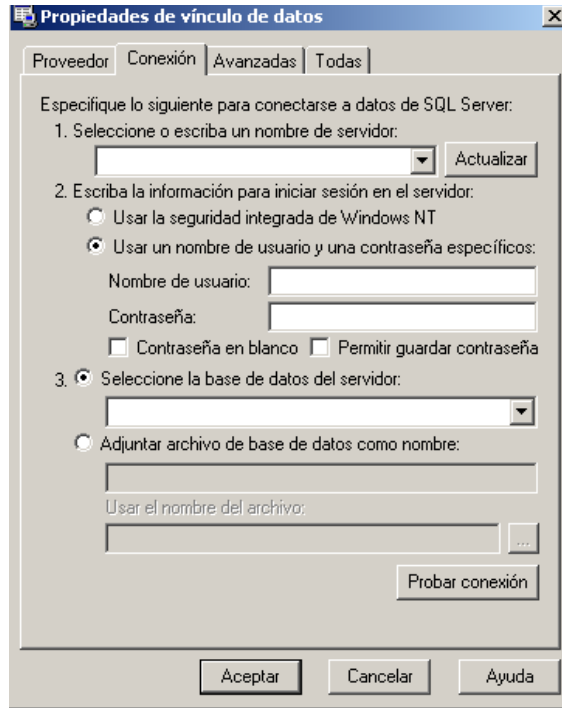 Propiedades de vínculo de datos
Proveedor Conexión Avanzadas Todas
Especifique lo siguiente para conectarse a datos de SQL Server:
1. Seleccione o escriba un nombre de servidor:
Actualizar
2. Escriba la información para iniciar sesión en el servidor:
Usar la seguridad integrada de Windows NT
Usar un nombre de usuario y una contraseña específicos:
Nombre de usuario:
Contraseña:
Contraseña en blanco Permitir guardar contraseña
3. Seleccione la base de datos del servidor:
Adjuntar archivo de base de datos como nombre:
Usar el nombre del archivo:
...
Probar conexión
Aceptar Cancelar Ayuda